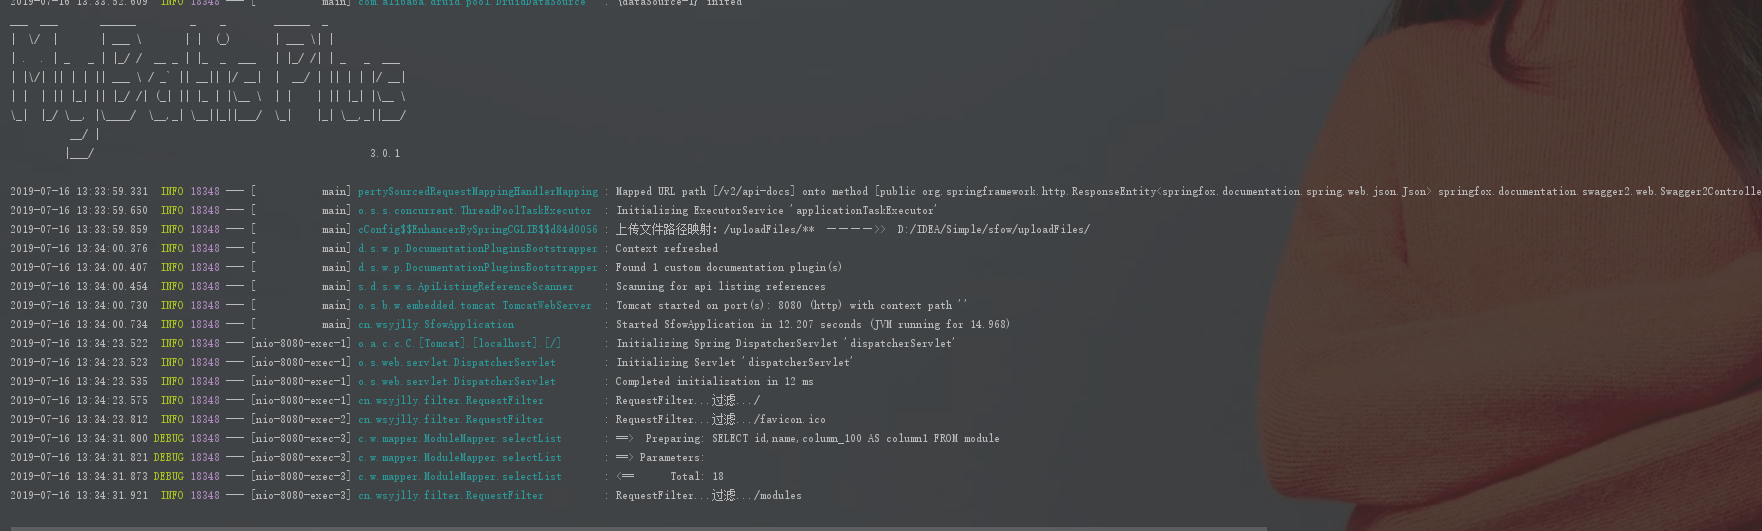 2019-07-16 13:33:52.609  INFO 18348 --- [           main] com.alibaba.druid.pool.DruidDataSource   : {dataSource-1} inited
3.0.1
2019-07-16 13:33:59.331  INFO 18348 --- [           main] pertySourcedRequestMappingHandlerMapping : Mapped URL path [/v2/api-docs] onto method [public org.springframework.http.ResponseEntity<springfox.documentation.spring.web.json.Json> springfox.documentation.swagger2.web.Swagger2Controlle
2019-07-16 13:33:59.650  INFO 18348 --- [           main] o.s.s.concurrent.ThreadPoolTaskExecutor  : Initializing ExecutorService 'applicationTaskExecutor'
2019-07-16 13:33:59.859  INFO 18348 --- [           main] cConfig$$EnhancerBySpringCGLIB$$d84d0056 : 上传文件路径映射: /uploadFiles/**  ---->>  D:/IDEA/Simple/sfow/uploadFiles/
2019-07-16 13:34:00.376  INFO 18348 --- [           main] d.s.w.p.DocumentationPluginsBootstrapper : Context refreshed
2019-07-16 13:34:00.407  INFO 18348 --- [           main] d.s.w.p.DocumentationPluginsBootstrapper : Found 1 custom documentation plugin(s)
2019-07-16 13:34:00.454  INFO 18348 --- [           main] s.d.s.w.s.ApiListingReferenceScanner     : Scanning for api listing references
2019-07-16 13:34:00.730  INFO 18348 --- [           main] o.s.b.w.embedded.tomcat.TomcatWebServer  : Tomcat started on port(s): 8080 (http) with context path ''
2019-07-16 13:34:00.734  INFO 18348 --- [           main] cn.wsyjlly.SfowApplication               : Started SfowApplication in 12.207 seconds (JVM running for 14.968)
2019-07-16 13:34:23.522  INFO 18348 --- [nio-8080-exec-1] o.a.c.c.C.[Tomcat].[localhost].[/]       : Initializing Spring DispatcherServlet 'dispatcherServlet'
2019-07-16 13:34:23.523  INFO 18348 --- [nio-8080-exec-1] o.s.web.servlet.DispatcherServlet        : Initializing Servlet 'dispatcherServlet'
2019-07-16 13:34:23.535  INFO 18348 --- [nio-8080-exec-1] o.s.web.servlet.DispatcherServlet        : Completed initialization in 12 ms
2019-07-16 13:34:23.575  INFO 18348 --- [nio-8080-exec-1] cn.wsyjlly.filter.RequestFilter          : RequestFilter...过滤.../
2019-07-16 13:34:23.812  INFO 18348 --- [nio-8080-exec-2] cn.wsyjlly.filter.RequestFilter          : RequestFilter...过滤.../favicon.ico
2019-07-16 13:34:31.800 DEBUG 18348 --- [nio-8080-exec-3] c.w.mapper.ModuleMapper.selectList       : ==>  Preparing: SELECT id,name,column_100 AS column1 FROM module
2019-07-16 13:34:31.821 DEBUG 18348 --- [nio-8080-exec-3] c.w.mapper.ModuleMapper.selectList       : ==> Parameters:
2019-07-16 13:34:31.873 DEBUG 18348 --- [nio-8080-exec-3] c.w.mapper.ModuleMapper.selectList       : <==      Total: 18
2019-07-16 13:34:31.921  INFO 18348 --- [nio-8080-exec-3] cn.wsyjlly.filter.RequestFilter          : RequestFilter...过滤.../modules